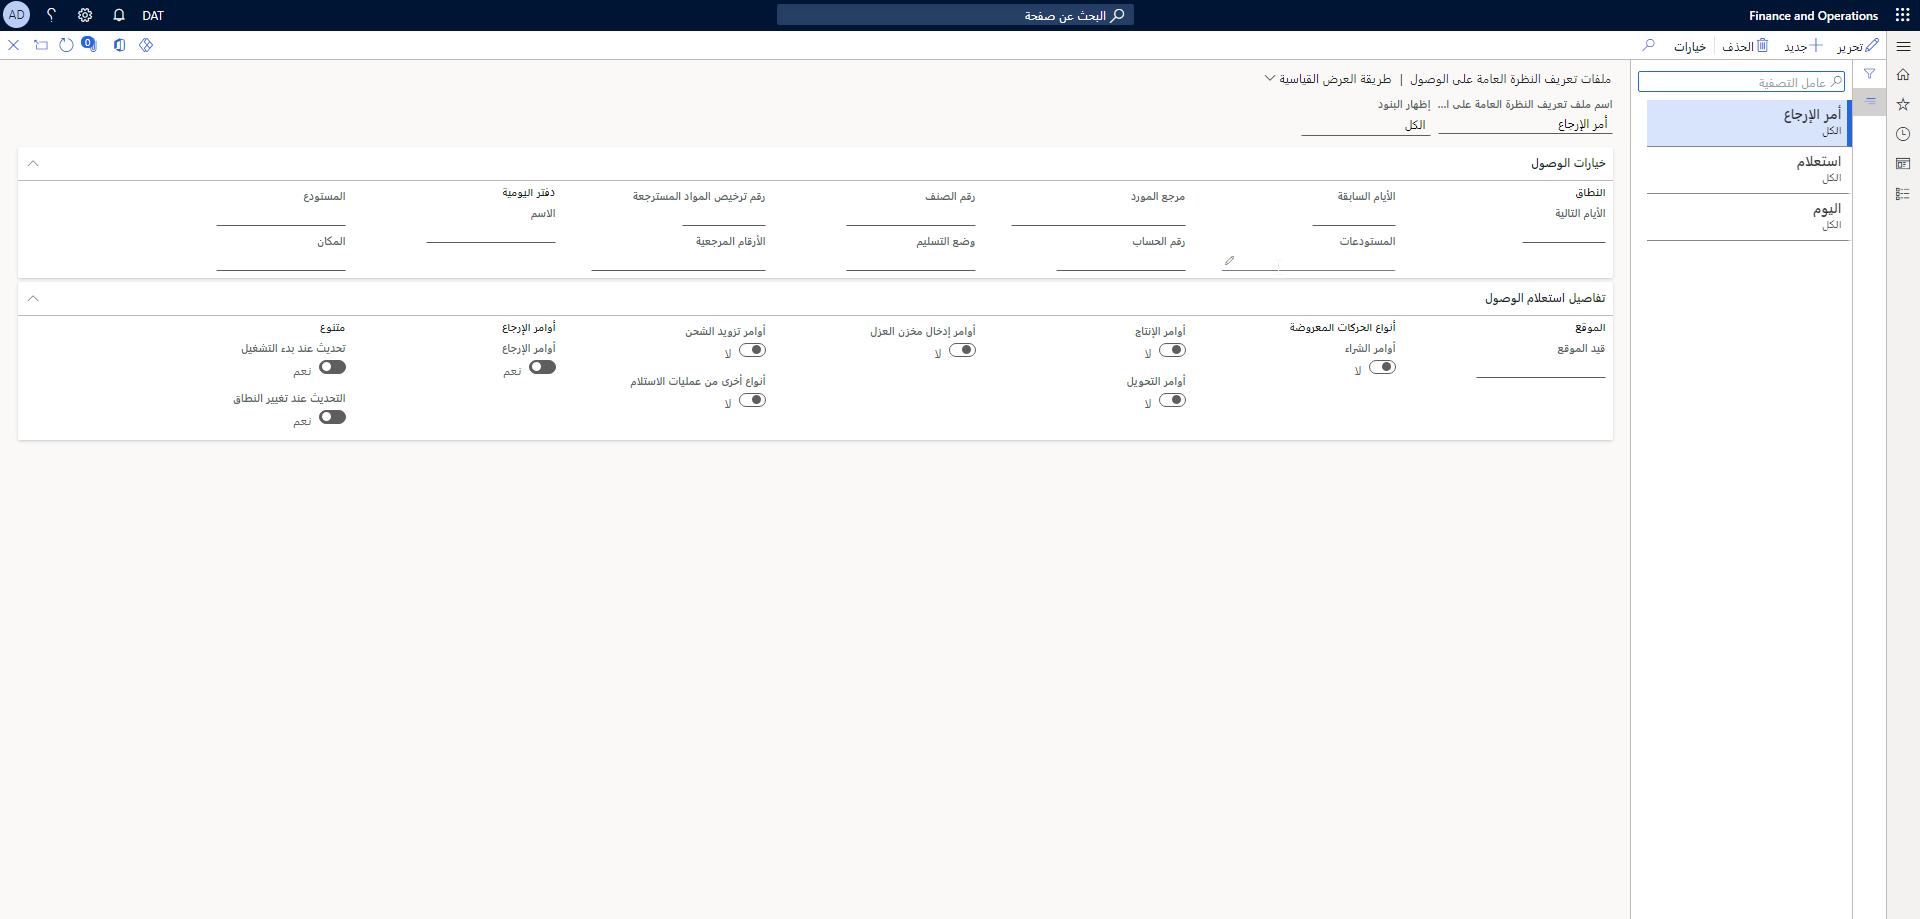 Finance and Operations
البحث عن صفحة
DAT
AD
تحرير
جديد
الحذف
خيارات
0
عامل التصفية
أمر الإرجاع
الكل
استعلام
الكل
اليوم
الكل
ملفات تعريف النظرة العامة على الوصول | طريقة العرض القياسية
اسم ملف تعريف النظرة العامة على ا...
أمر الإرجاع
إظهار البنود
الكل
خيارات الوصول
النطاق
الأيام التالية
الأيام السابقة
المستودعات
مرجع المورد
رقم الحساب
رقم الصنف
وضع التسليم
رقم ترخيص المواد المسترجعة
الأرقام المرجعية
دفتر اليومية
الاسم
المستودع
المكان
تفاصيل استعلام الوصول
الموقع
قيد الموقع
أنواع الحركات المعروضة
أوامر الشراء
لا
أوامر الإنتاج
لا
أوامر التحويل
لا
أوامر إدخال مخزن العزل
لا
أوامر تزويد الشحن
لا
أنواع أخرى من عمليات الاستلام
لا
أوامر الإرجاع
أوامر الإرجاع
نعم
متنوع
تحديث عند بدء التشغيل
نعم
التحديث عند تغيير النطاق
نعم